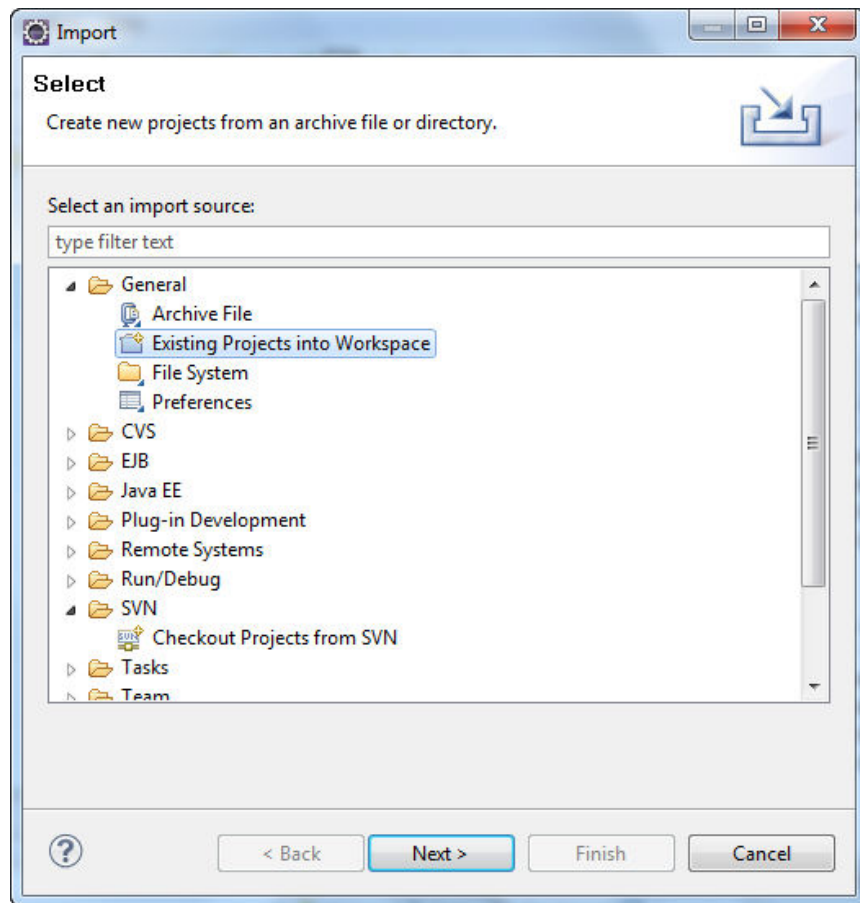 Import
Select
Create new projects from an archive file or directory.
Select an import source:
type filter text
General
Archive File
Existing Projects into Workspace
File System
Preferences
CVS
EJB
Java EE
Plug-in Development
Remote Systems
Run/Debug
SVN
Checkout Projects from SVN
Tasks
Team
< Back Next > Finish Cancel